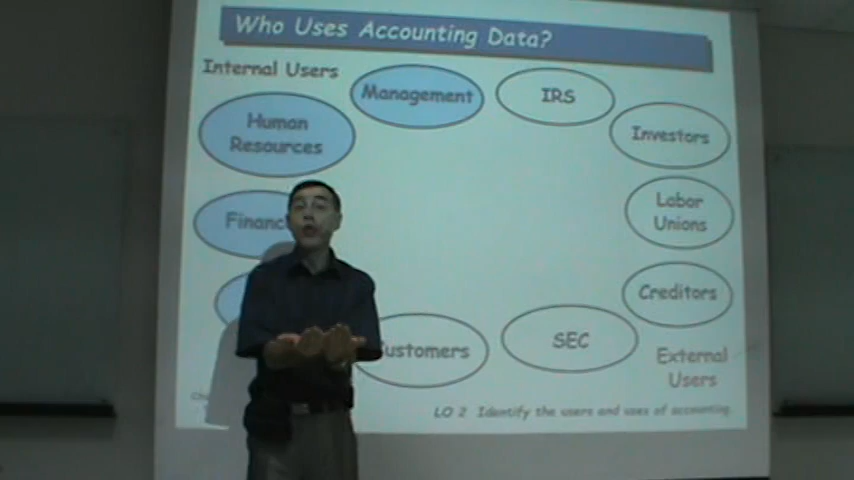 Who Uses Accounting Data?
Internal Users
Management
IRS
Human
Resources
Investors
Labor
Unions
Creditors
Customers
SEC
External
Users
LO 2 Identify the users and uses of accounting.